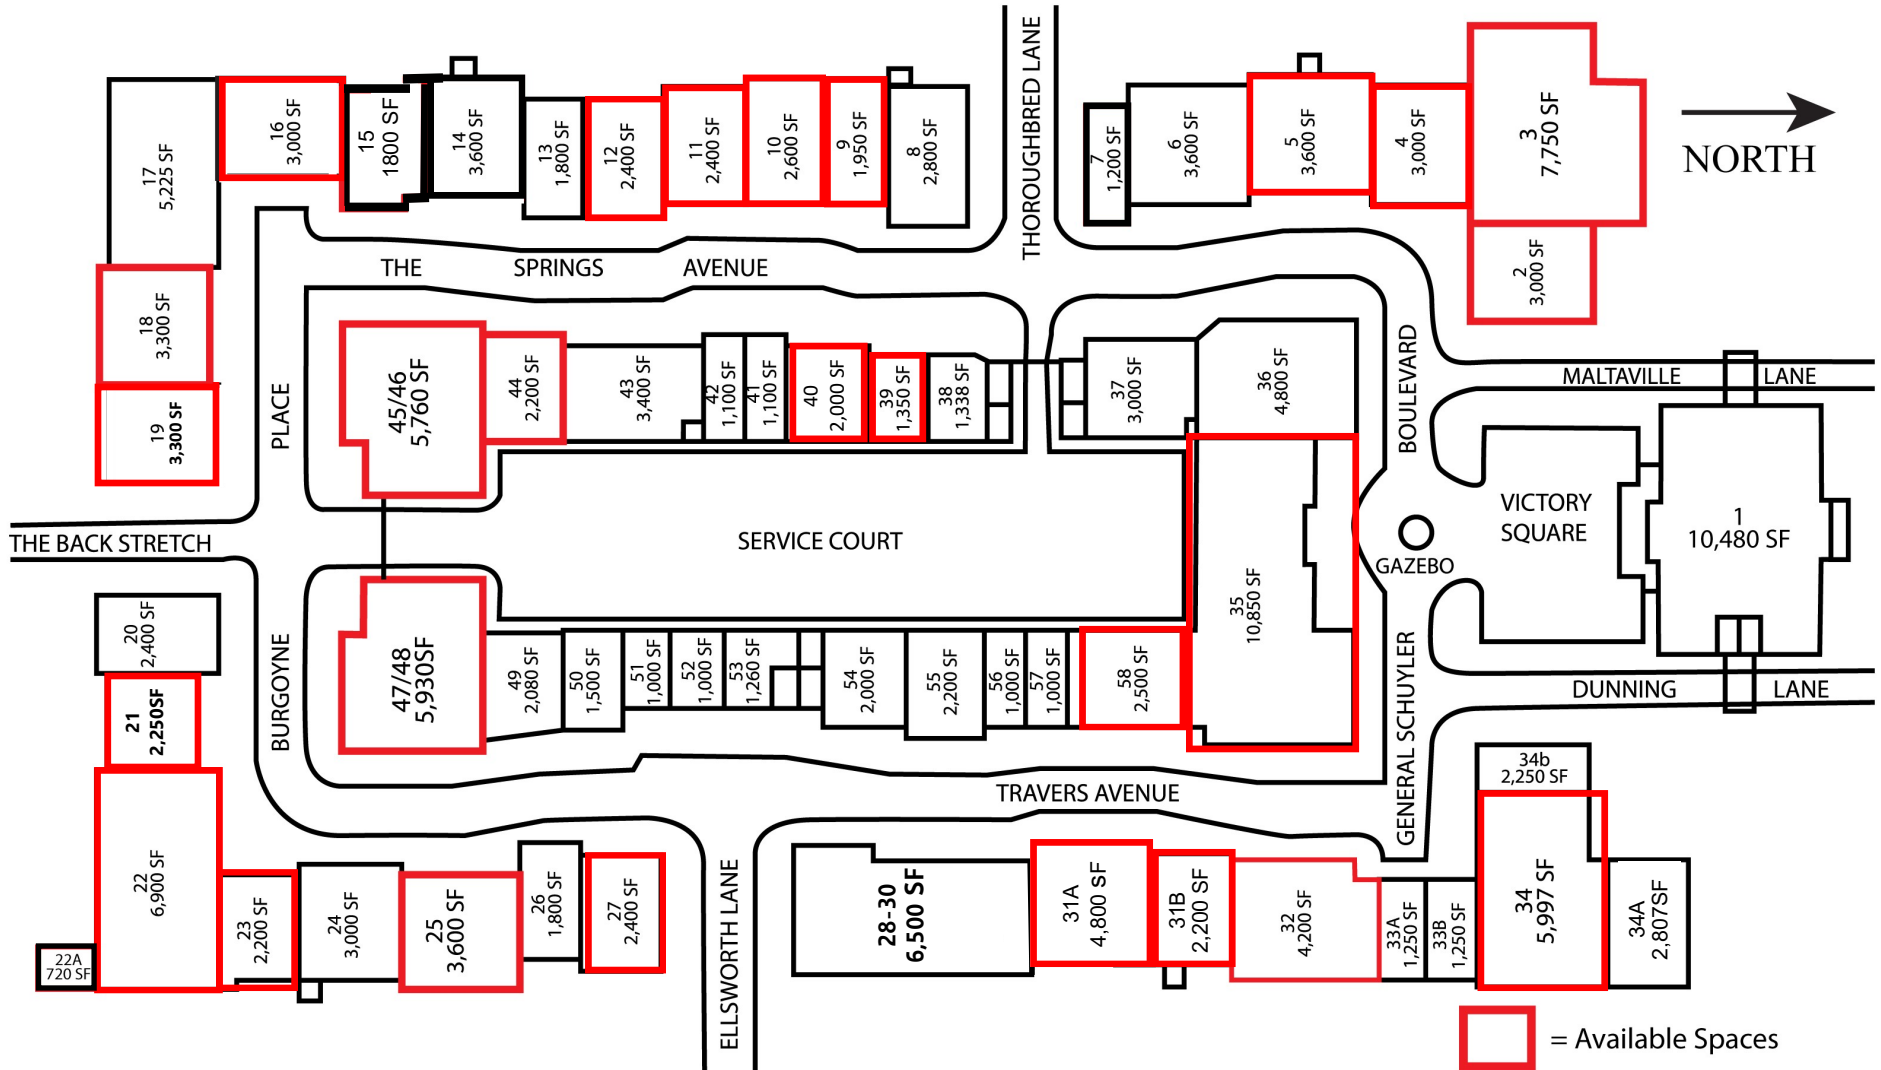 17
5,225 SF
16
3,000 SF
15
1800 SF
14
3,600 SF
13
1,800 SF
12
2,400 SF
11
2,400 SF
10
2,600 SF
9
1,950 SF
8
2,800 SF
THOROUGHBRED LANE
7
1,200 SF
6
3,600 SF
5
3,600 SF
4
3,000 SF
3
7,750 SF
NORTH
2
3,000 SF
THE SPRINGS AVENUE
18
3,300 SF
19
3,300 SF
BURGOYNE PLACE
45/46
5,760 SF
44
2,200 SF
43
3,400 SF
42
1,100 SF
41
1,100 SF
40
2,000 SF
39
1,350 SF
38
1,338 SF
37
3,000 SF
36
4,800 SF
GENERAL SCHUYLER BOULEVARD
MALTAVILLE LANE
THE BACK STRETCH
SERVICE COURT
35
10,850 SF
GAZEBO
VICTORY
SQUARE
1
10,480 SF
20
2,400 SF
21
2,250SF
47/48
5,930SF
49
2,080 SF
50
1,500 SF
51
1,000 SF
52
1,000 SF
53
1,260 SF
54
2,000 SF
55
2,200 SF
56
1,000 SF
57
1,000 SF
58
2,500 SF
DUNNING LANE
TRAVERS AVENUE
34b
2,250 SF
22
6,900 SF
22A
720 SF
23
2,200 SF
24
3,000 SF
25
3,600 SF
26
1,800 SF
27
2,400 SF
ELLSWORTH LANE
28-30
6,500 SF
31A
4,800 SF
31B
2,200 SF
32
4,200 SF
33A
1,250 SF
33B
1,250 SF
34
5,997 SF
34A
2,807SF
= Available Spaces